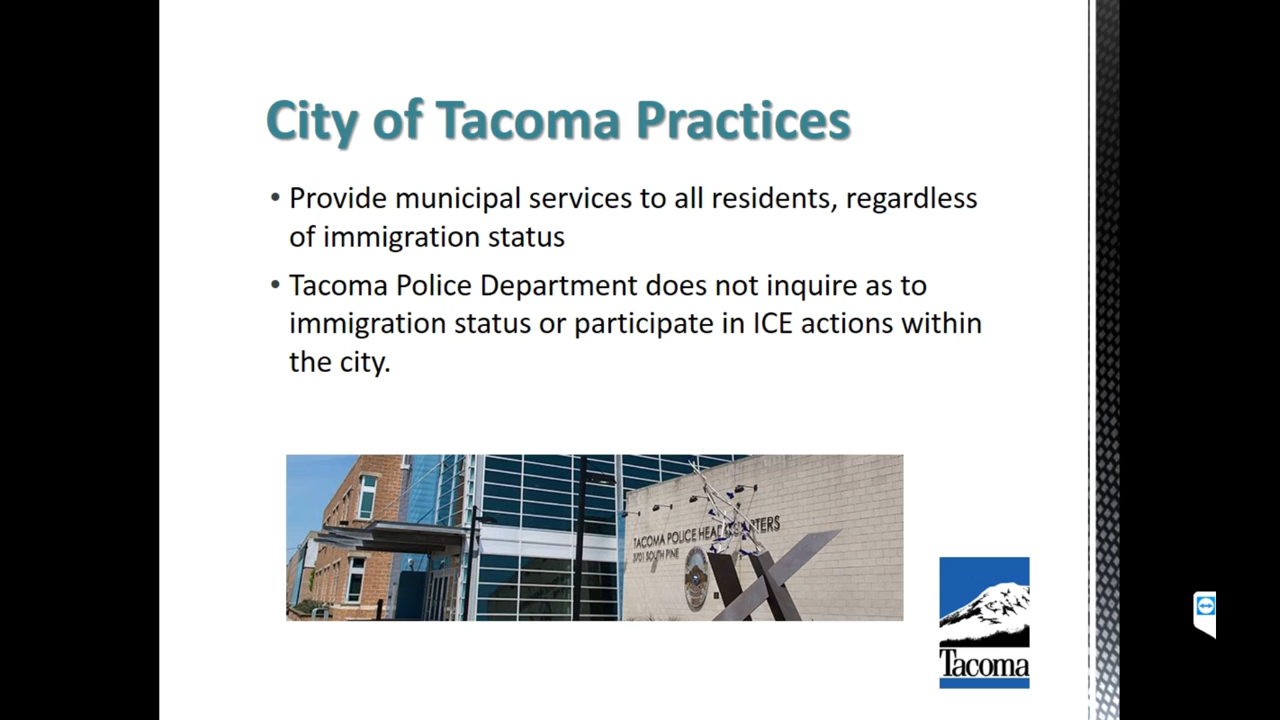 City of Tacoma Practices
• Provide municipal services to all residents, regardless
of immigration status
• Tacoma Police Department does not inquire as to
immigration status or participate in ICE actions within
the city.
TACOMA POLICE HEADQUARTERS
3701 SOUTH PINE
Tacoma